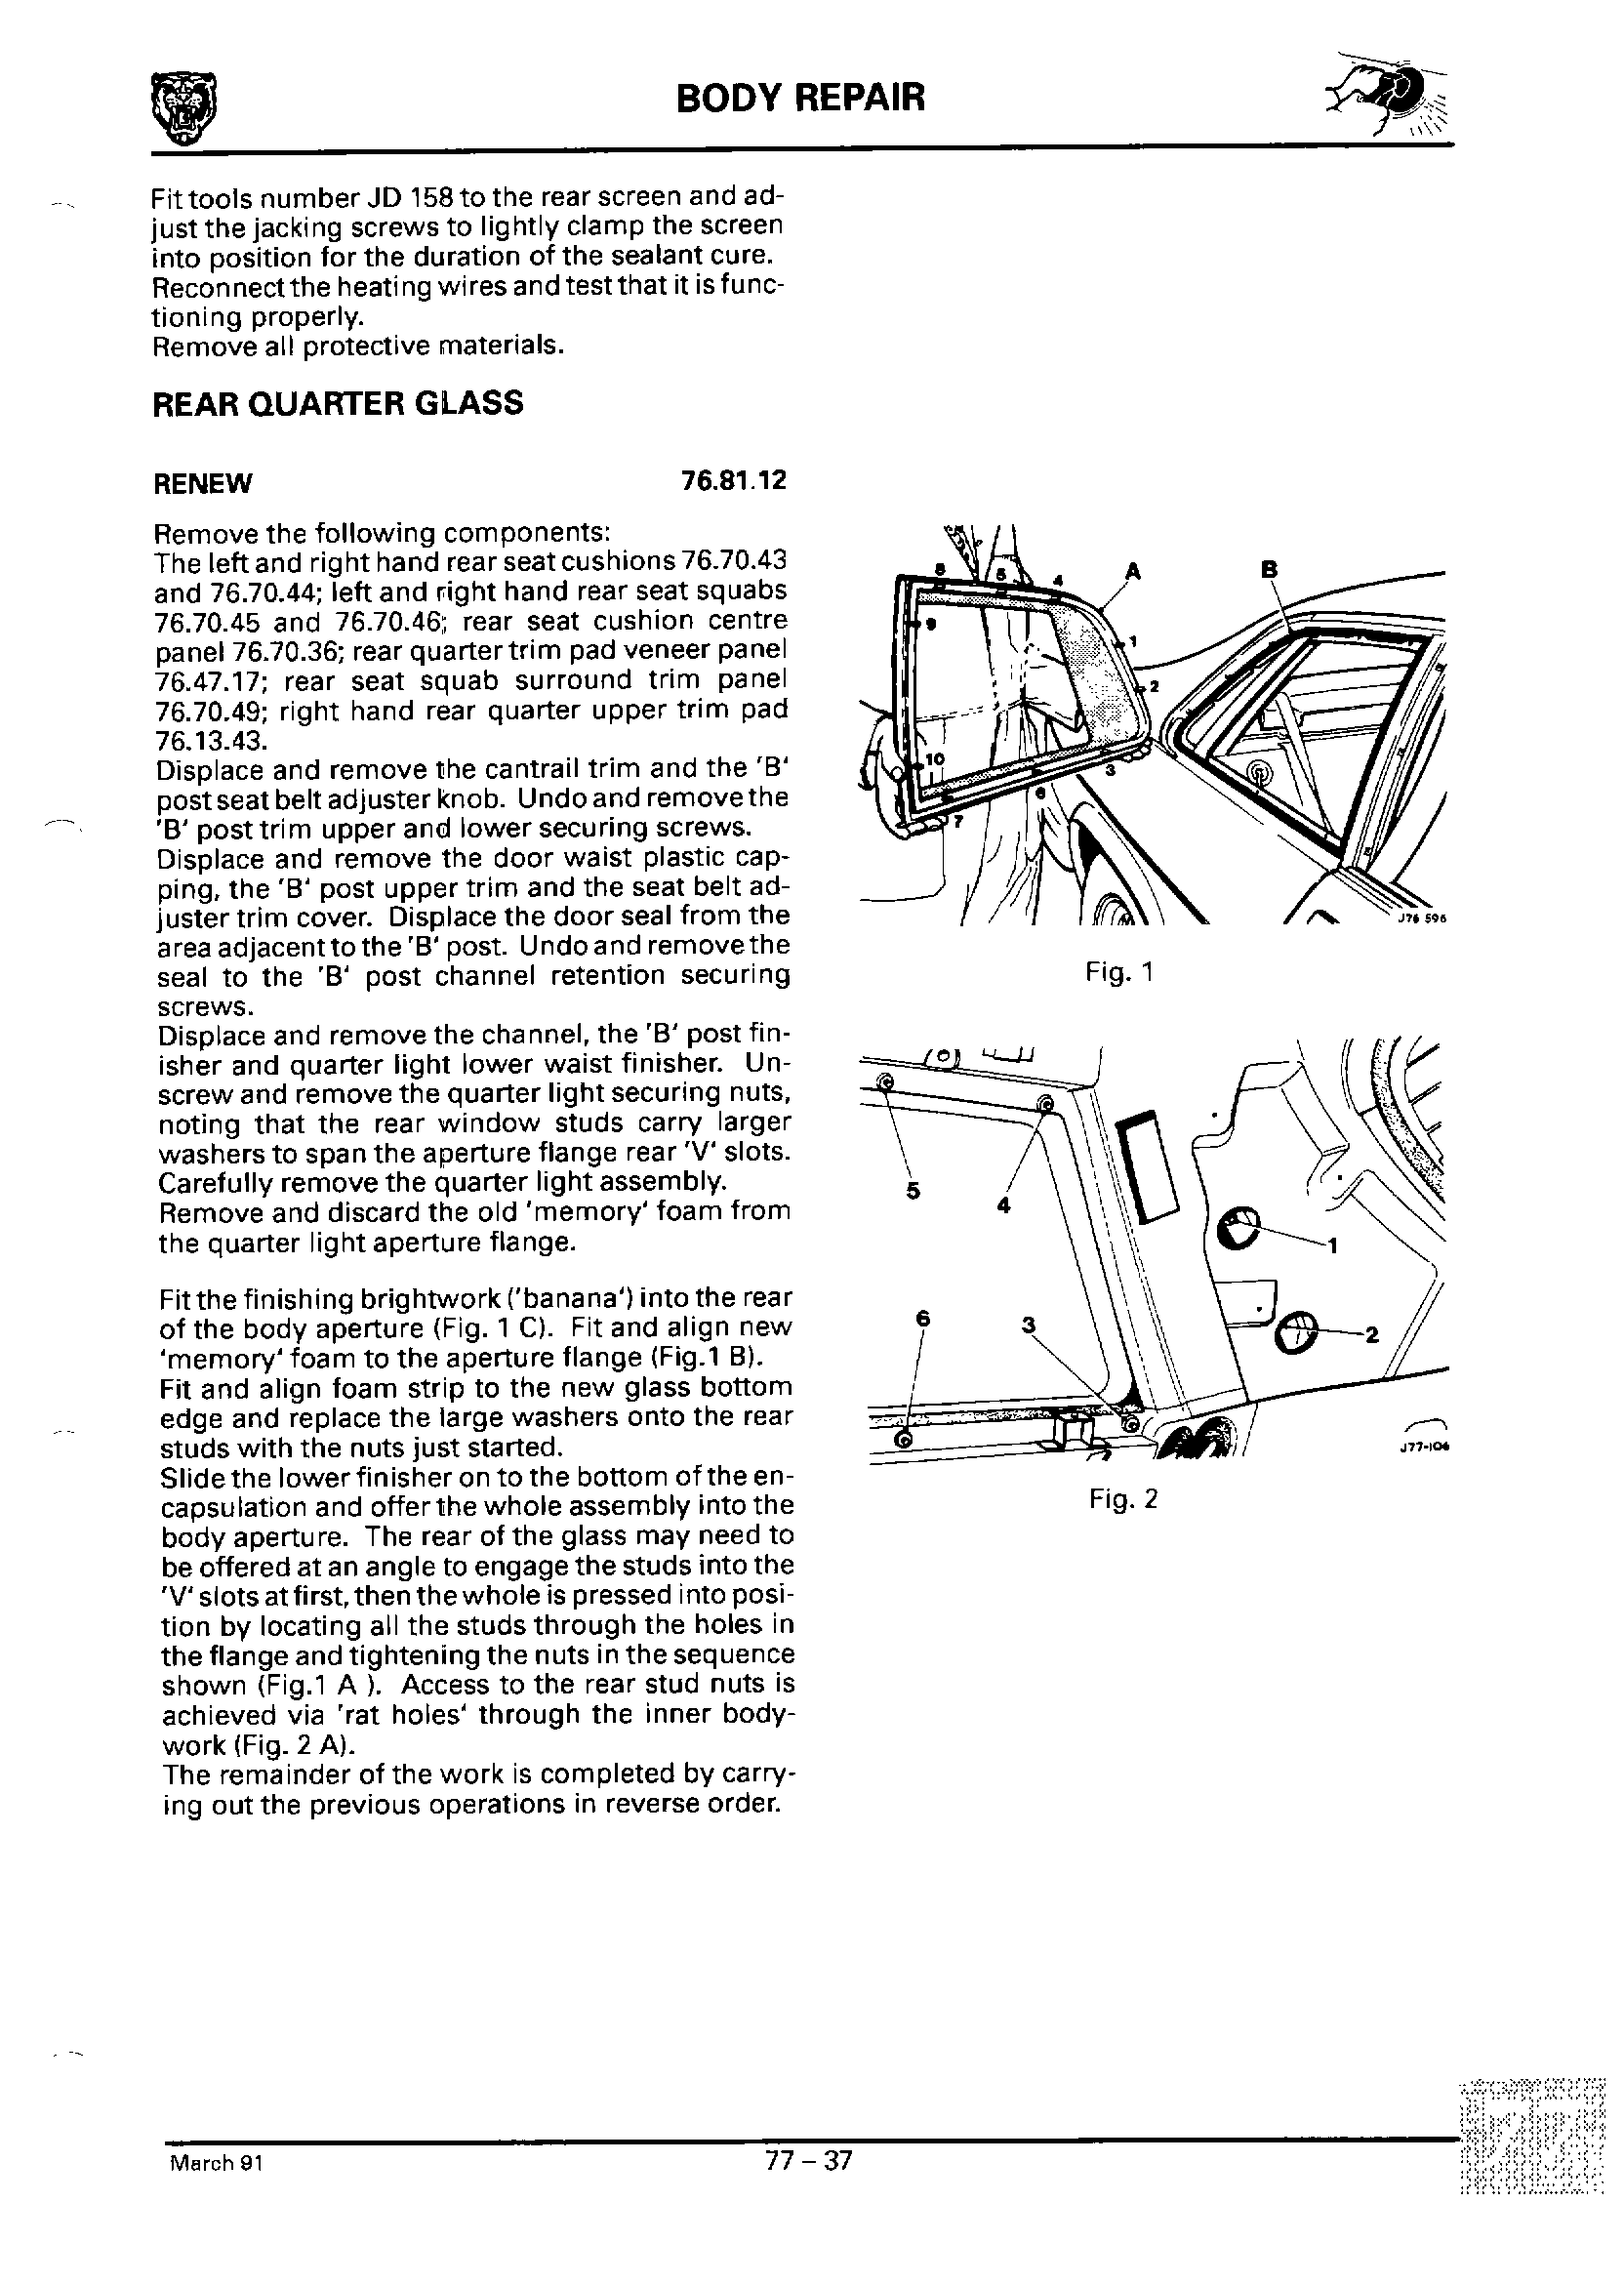 BODY REPAIR
Fit tools number JD 158 to the rear screen and ad-
just the jacking screws to lightly clamp the screen
into position for the duration of the sealant cure.
Reconnect the heating wires and test that it is func-
tioning properly.
Remove all protective materials.
REAR QUARTER GLASS
RENEW 76.81.12
Remove the following components:
The left and right hand rear seat cushions 76.70.43
and 76.70.44; left and right hand rear seat squabs
76.70.45 and 76.70.46; rear seat cushion centre
panel 76.70.36; rear quarter trim pad veneer panel
76.47.17; rear seat squab surround trim panel
76.70.49; right hand rear quarter upper trim pad
76.13.43.
Displace and remove the cantrail trim and the 'B'
post seat belt adjuster knob. Undo and remove the
'B' post trim upper and lower securing screws.
Displace and remove the door waist plastic cap-
ping, the 'B' post upper trim and the seat belt ad-
juster trim cover. Displace the door seal from the
area adjacent to the 'B' post. Undo and remove the
seal to the 'B' post channel retention securing
screws.
Displace and remove the channel, the 'B' post fin-
isher and quarter light lower waist finisher. Un-
screw and remove the quarter light securing nuts,
noting that the rear window studs carry larger
washers to span the aperture flange rear 'V' slots.
Carefully remove the quarter light assembly.
Remove and discard the old 'memory' foam from
the quarter light aperture flange.
Fit the finishing brightwork ('banana') into the rear
of the body aperture (Fig. 1 C). Fit and align new
'memory' foam to the aperture flange (Fig.1 B).
Fit and align foam strip to the new glass bottom
edge and replace the large washers onto the rear
studs with the nuts just started.
Slide the lower finisher on to the bottom of the en-
capsulation and offer the whole assembly into the
body aperture. The rear of the glass may need to
be offered at an angle to engage the studs into the
'V' slots at first, then the whole is pressed into posi-
tion by locating all the studs through the holes in
the flange and tightening the nuts in the sequence
shown (Fig.1 A ). Access to the rear stud nuts is
achieved via 'rat holes' through the inner body-
work (Fig. 2 A).
The remainder of the work is completed by carry-
ing out the previous operations in reverse order.
8 5 4 A B
9 1
2
10 3
6
7
J76 596
Fig. 1
5 4
1
6 3 2
J77-106
Fig. 2
March 91 77 – 37